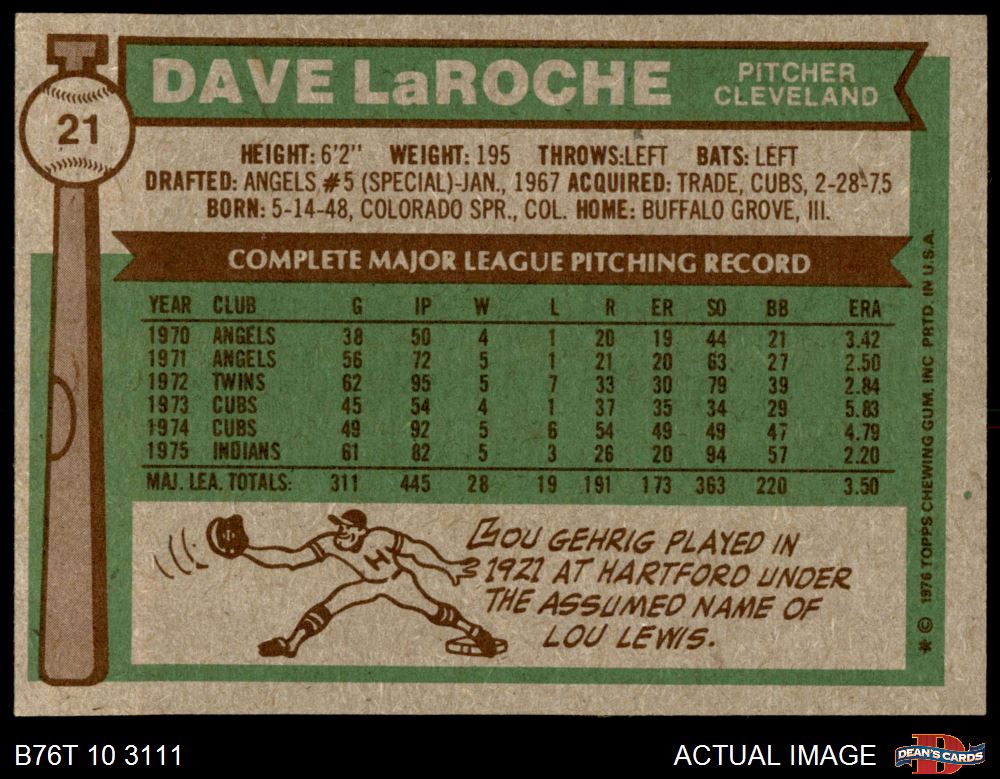 DAVE LaROCHE
PITCHER
CLEVELAND
21
HEIGHT: 6'2" WEIGHT: 195 THROWS:LEFT BATS: LEFT
DRAFTED: ANGELS #5 (SPECIAL)-JAN., 1967 ACQUIRED: TRADE, CUBS, 2-28-75
BORN: 5-14-48, COLORADO SPR., COL. HOME: BUFFALO GROVE, Ill.
COMPLETE MAJOR LEAGUE PITCHING RECORD
YEAR CLUB G IP W L R ER SO BB ERA
1970 ANGELS 38 50 4 1 20 19 44 21 3.42
1971 ANGELS 56 72 5 1 21 20 63 27 2.50
1972 TWINS 62 95 5 7 33 30 79 39 2.84
1973 CUBS 45 54 4 1 37 35 34 29 5.83
1974 CUBS 49 92 5 6 54 49 49 47 4.79
1975 INDIANS 61 82 5 3 26 20 94 57 2.20
MAJ. LEA. TOTALS: 311 445 28 19 191 173 363 220 3.50
H
LOU GEHRIG PLAYED IN
1921 AT HARTFORD UNDER
THE ASSUMED NAME OF
LOU LEWIS.
* © 1976 TOPPS CHEWING GUM, INC PRTD. IN U.S.A.
B76T 10 3111
ACTUAL IMAGE
D
DEAN'S CARDS